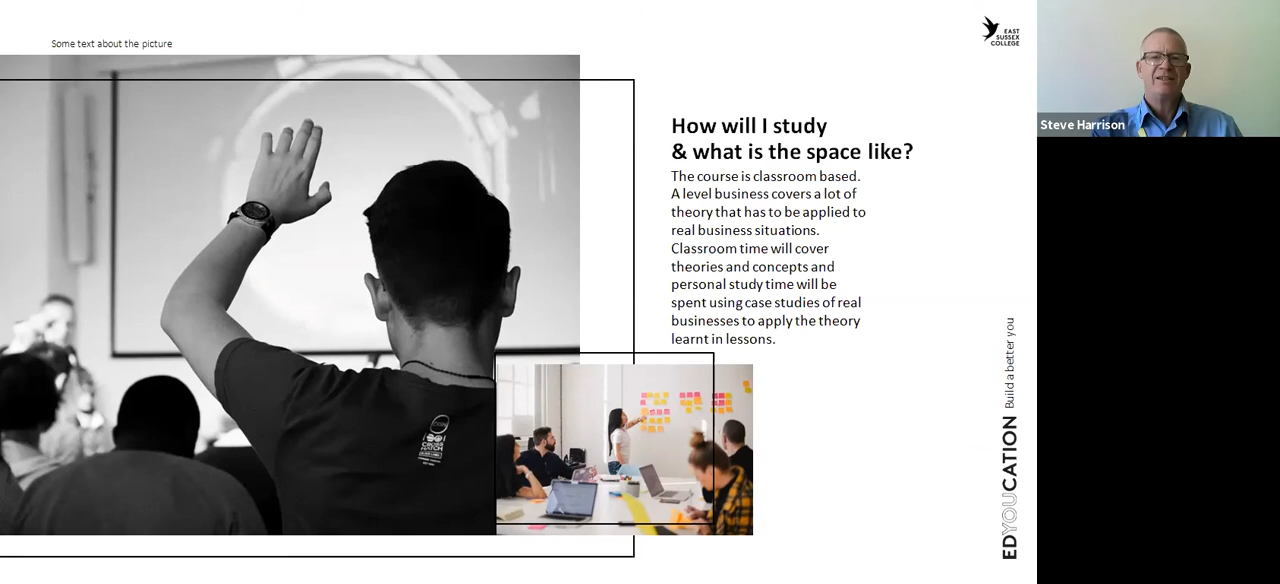 Some text about the picture
EAST
SUSSEX
COLLEGE
Steve Harrison
How will I study
& what is the space like?
The course is classroom based.
A level business covers a lot of
theory that has to be applied to
real business situations.
Classroom time will cover
theories and concepts and
personal study time will be
spent using case studies of real
businesses to apply the theory
learnt in lessons.
EDYOUCATION Build a better you